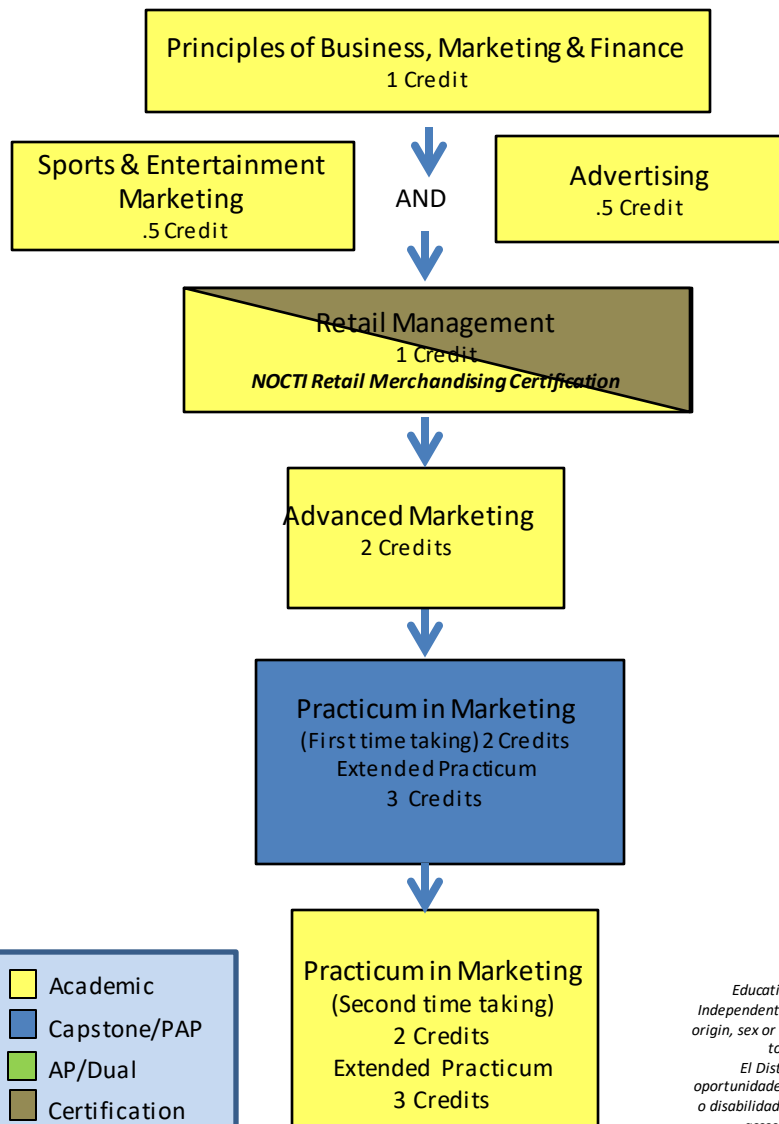 Principles of Business, Marketing & Finance
1 Credit
Sports & Entertainment
Marketing
.5 Credit
AND
Advertising
.5 Credit
Retail Management
1 Credit
NOCTI Retail Merchandising Certification
Advanced Marketing
2 Credits
Practicum in Marketing
(First time taking) 2 Credits
Extended Practicum
3 Credits
Practicum in Marketing
(Second time taking)
2 Credits
Extended Practicum
3 Credits
Academic
Capstone/PAP
AP/Dual
Certification
Educati
Independent
origin, sex or
to
El Dist
oportunidade
o disabilidad